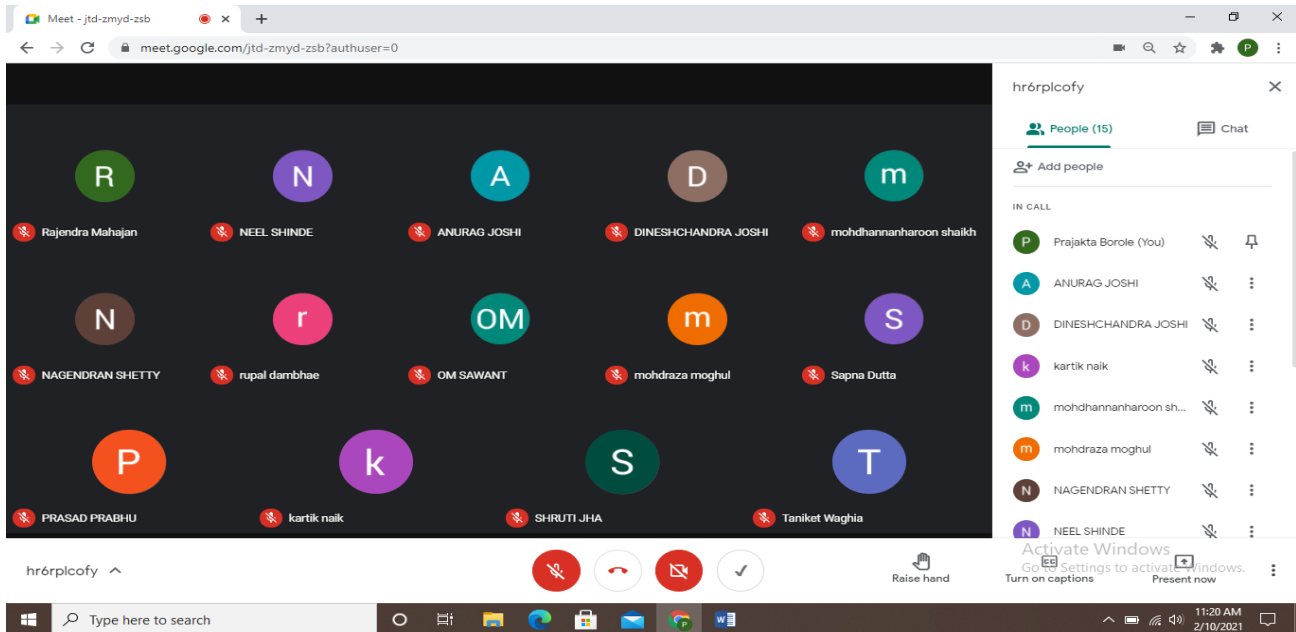 Meet - jtd-zmyd-zsb
meet.google.com/jtd-zmyd-zsb?authuser=0
P
R N A D m
Rajendra Mahajan NEEL SHINDE ANURAG JOSHI DINESHCHANDRA JOSHI mohdhannanharoon shaikh
N r OM m S
NAGENDRAN SHETTY rupal dambhae OM SAWANT mohdraza moghul Sapna Dutta
P k S T
PRASAD PRABHU kartik naik SHRUTI JHA Taniket Waghia
hr6rplcofy
People (15) Chat
Add people
IN CALL
P Prajakta Borole (You)
A ANURAG JOSHI
D DINESHCHANDRA JOSHI
k kartik naik
m mohdhannanharoon sh...
m mohdraza moghul
N NAGENDRAN SHETTY
N NEEL SHINDE
Activate Windows
Go to Settings to activate Windows.
hr6rplcofy
Raise hand
CC
Turn on captions
Present now
Type here to search
W
11:20 AM
2/10/2021